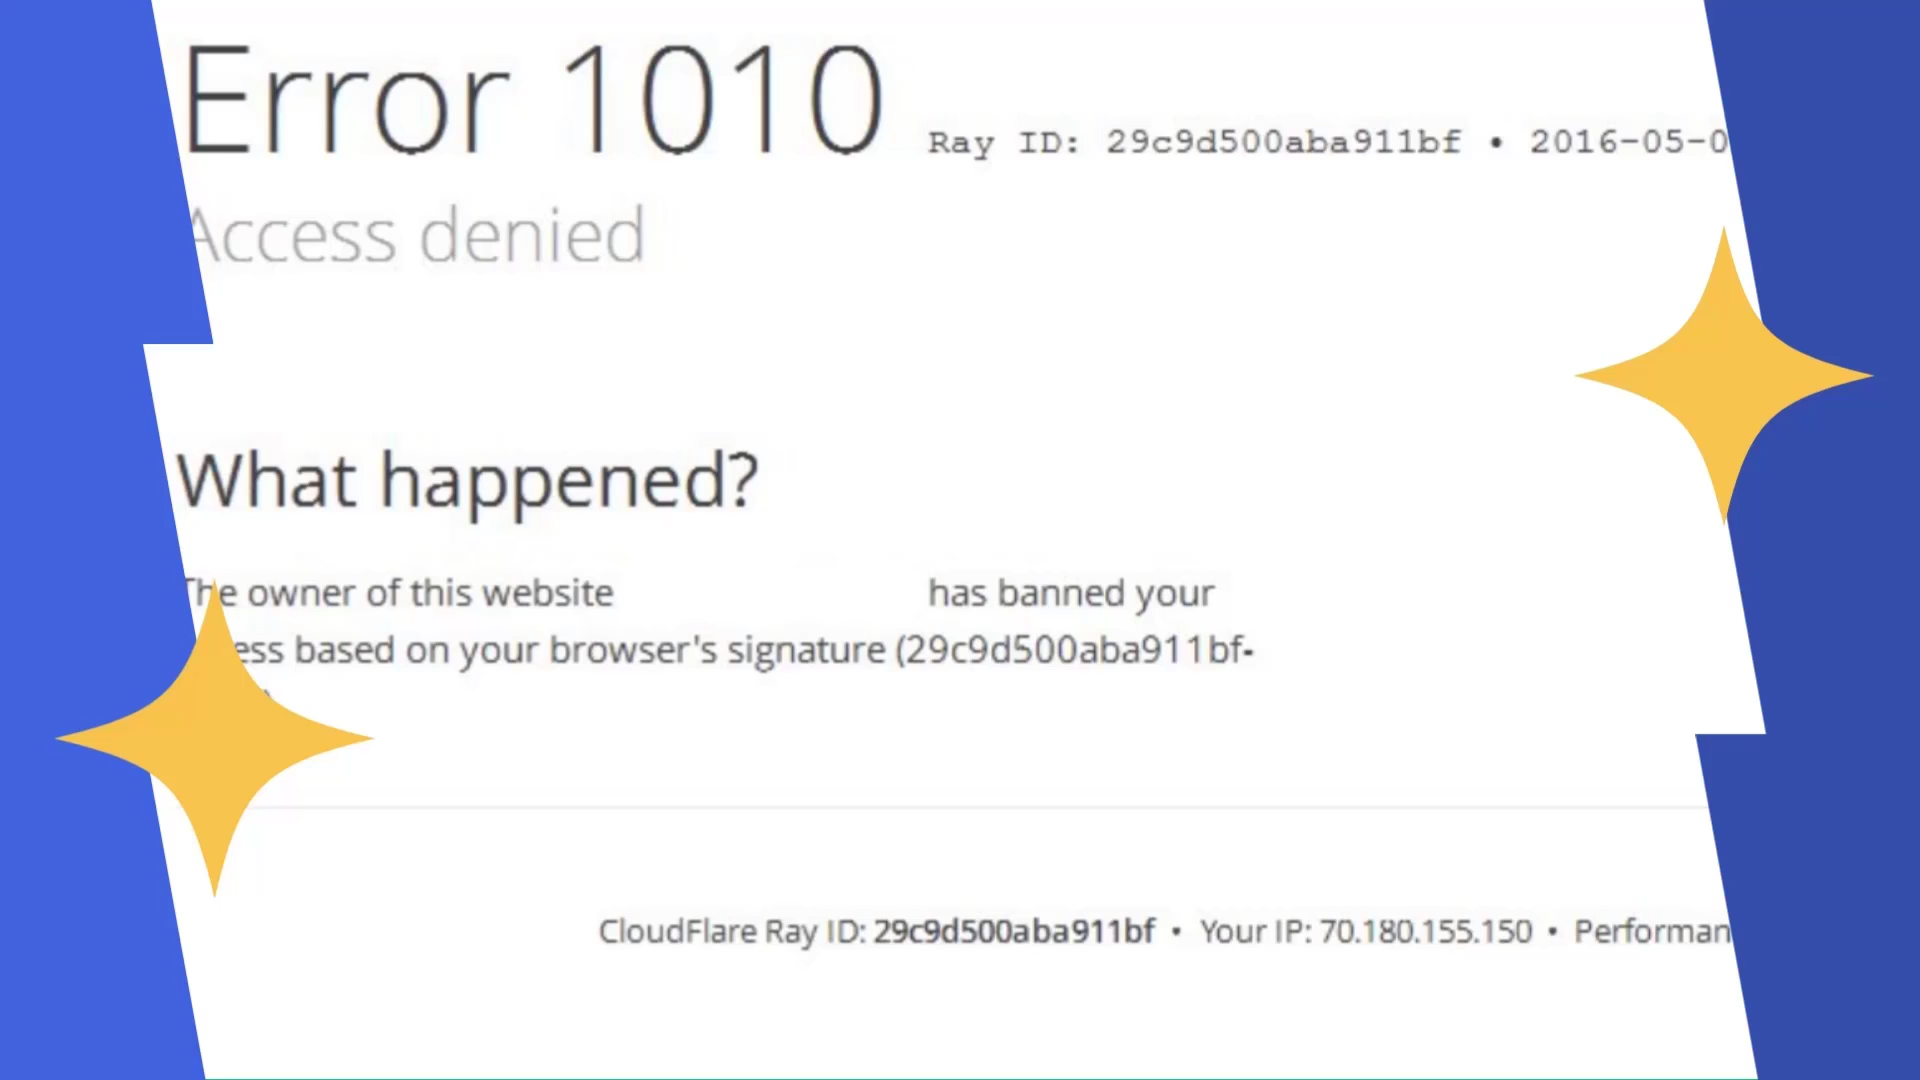 Error 1010 Ray ID: 29c9d500aba911bf • 2016-05-0
Access denied
What happened?
The owner of this website has banned your
ess based on your browser's signature (29c9d500aba911bf-
CloudFlare Ray ID: 29c9d500aba911bf • Your IP: 70.180.155.150 • Performan